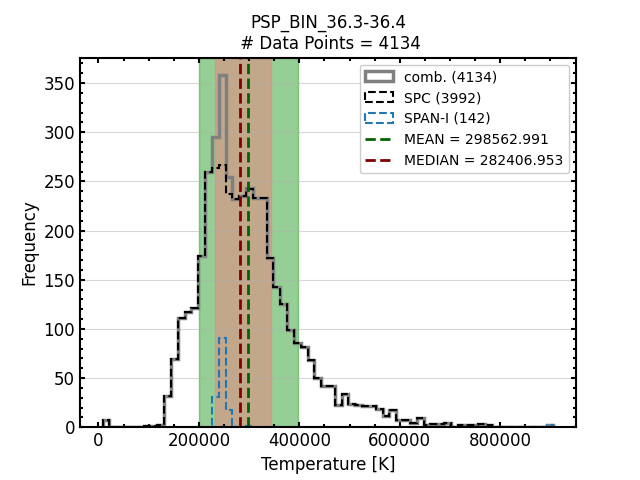 PSP_BIN_36.3-36.4
# Data Points = 4134
comb. (4134)
SPC (3992)
SPAN-I (142)
MEAN = 298562.991
MEDIAN = 282406.953
350
300
250
200
150
100
50
0
Frequency
0 200000 400000 600000 800000
Temperature [K]